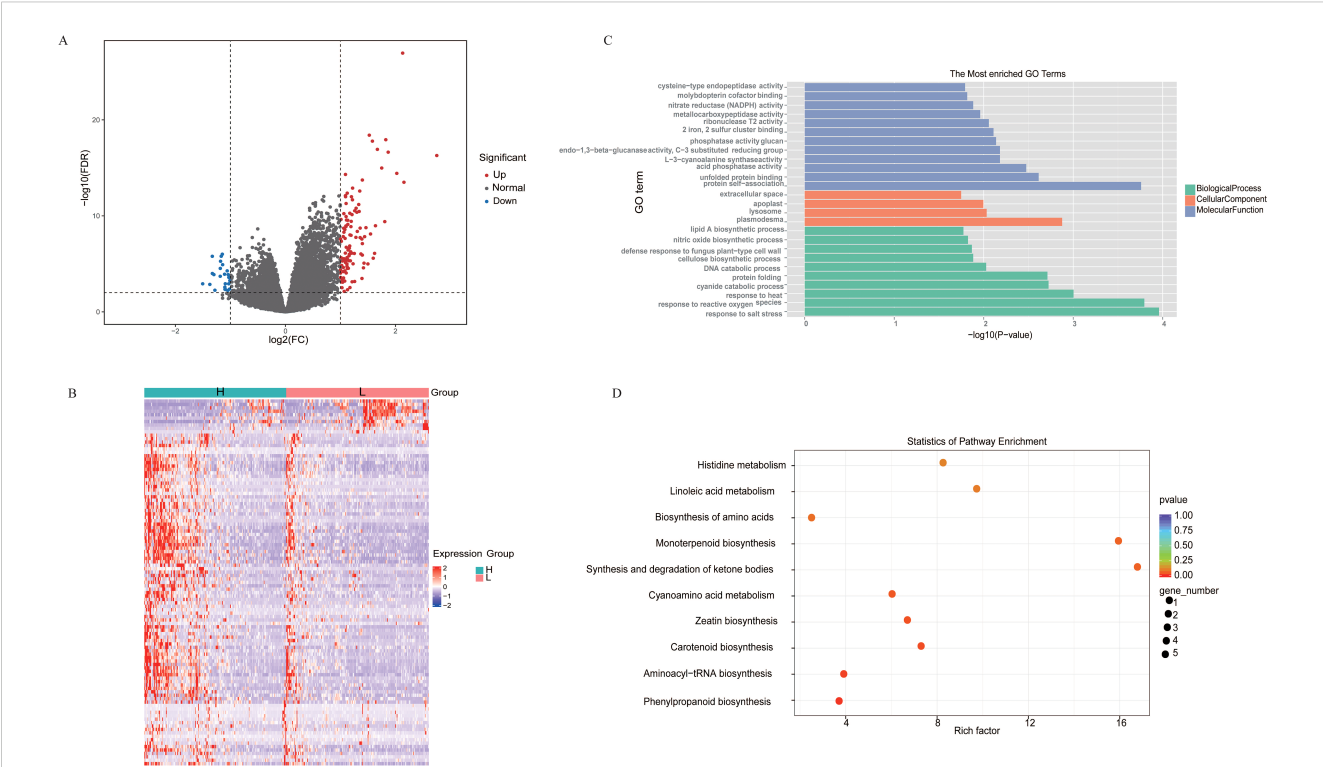 A
−log10(FDR)
20
10
0
−2
0
2
log2(FC)
Significant
Up
Normal
Down
C
The Most enriched GO Terms
GO term
cysteine−type endopeptidase activity
molybdopterin cofactor binding
nitrate reductase (NADPH) activity
metallocarboxypeptidase activity
ribonuclease T2 activity
2 iron, 2 sulfur cluster binding
phosphatase activity glucan
endo−1,3−beta−glucanase activity, C−3 substituted reducing group
L−3−cyanoalanine synthaseactivity
acid phosphatase activity
unfolded protein binding
protein self−association
extracellular space
apoplast
lysosome
plasmodesma
lipid A biosynthetic process
nitric oxide biosynthetic process
defense response to fungus plant−type cell wall
cellulose biosynthetic process
DNA catabolic process
protein folding
cyanide catabolic process
response to heat
response to reactive oxygen species
response to salt stress
0
1
2
3
4
−log10(P−value)
BiologicalProcess
CellularComponent
MolecularFunction
B
H
L
Group
Expression
2
1
0
−1
−2
Group
H
L
D
Statistics of Pathway Enrichment
Histidine metabolism
Linoleic acid metabolism
Biosynthesis of amino acids
Monoterpenoid biosynthesis
Synthesis and degradation of ketone bodies
Cyanoamino acid metabolism
Zeatin biosynthesis
Carotenoid biosynthesis
Aminoacyl−tRNA biosynthesis
Phenylpropanoid biosynthesis
4
8
12
16
Rich factor
pvalue
1.00
0.75
0.50
0.25
0.00
gene_number
1
2
3
4
5